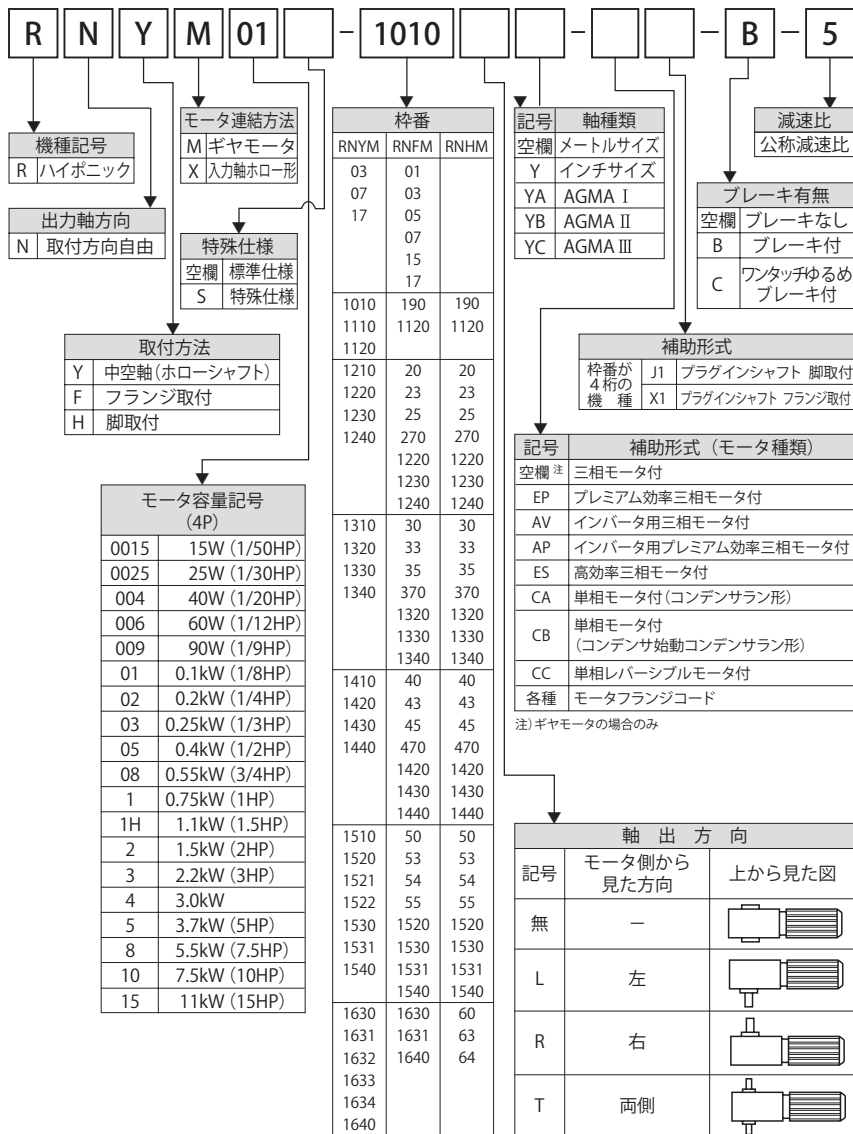 R N Y M 01 - 1010 - - B - 5
モータ連結方法
M ギヤモータ
X 入力軸ホロー形
機種記号
R ハイポニック
出力軸方向
N 取付方向自由
特殊仕様
空欄 標準仕様
S 特殊仕様
取付方法
Y 中空軸(ホローシャフト)
F フランジ取付
H 脚取付
モータ容量記号
(4P)
0015 15W (1/50HP)
0025 25W (1/30HP)
004 40W (1/20HP)
006 60W (1/12HP)
009 90W (1/9HP)
01 0.1kW (1/8HP)
02 0.2kW (1/4HP)
03 0.25kW (1/3HP)
05 0.4kW (1/2HP)
08 0.55kW (3/4HP)
1 0.75kW (1HP)
1H 1.1kW (1.5HP)
2 1.5kW (2HP)
3 2.2kW (3HP)
4 3.0kW
5 3.7kW (5HP)
8 5.5kW (7.5HP)
10 7.5kW (10HP)
15 11kW (15HP)
枠番
RNYM RNFM RNHM
03 01
07 03
17 05
07
15
17
1010 190 190
1110 1120 1120
1120
1210 20 20
1220 23 23
1230 25 25
1240 270 270
1220 1220
1230 1230
1240 1240
1310 30 30
1320 33 33
1330 35 35
1340 370 370
1320 1320
1330 1330
1340 1340
1410 40 40
1420 43 43
1430 45 45
1440 470 470
1420 1420
1430 1430
1440 1440
1510 50 50
1520 53 53
1521 54 54
1522 55 55
1530 1520 1520
1531 1530 1530
1540 1531 1531
1540 1540
1630 1630 60
1631 1631 63
1632 1640 64
1633
1634
1640
記号 軸種類
空欄 メートルサイズ
Y インチサイズ
YA AGMA Ⅰ
YB AGMA Ⅱ
YC AGMA Ⅲ
減速比
公称減速比
ブレーキ有無
空欄 ブレーキなし
B ブレーキ付
C ワンタッチゆるめ
ブレーキ付
補助形式
枠番が
4桁の
機 種
J1 プラグインシャフト 脚取付
X1 プラグインシャフト フランジ取付
記号 補助形式(モータ種類)
空欄 注 三相モータ付
EP プレミアム効率三相モータ付
AV インバータ用三相モータ付
AP インバータ用プレミアム効率三相モータ付
ES 高効率三相モータ付
CA 単相モータ付(コンデンサラン形)
CB 単相モータ付
(コンデンサ始動コンデンサラン形)
CC 単相レバーシブルモータ付
各種 モータフランジコード
注)ギヤモータの場合のみ
軸 出 方 向
記号 モータ側から
見た方向 上から見た図
無 −
L 左
R 右
T 両側